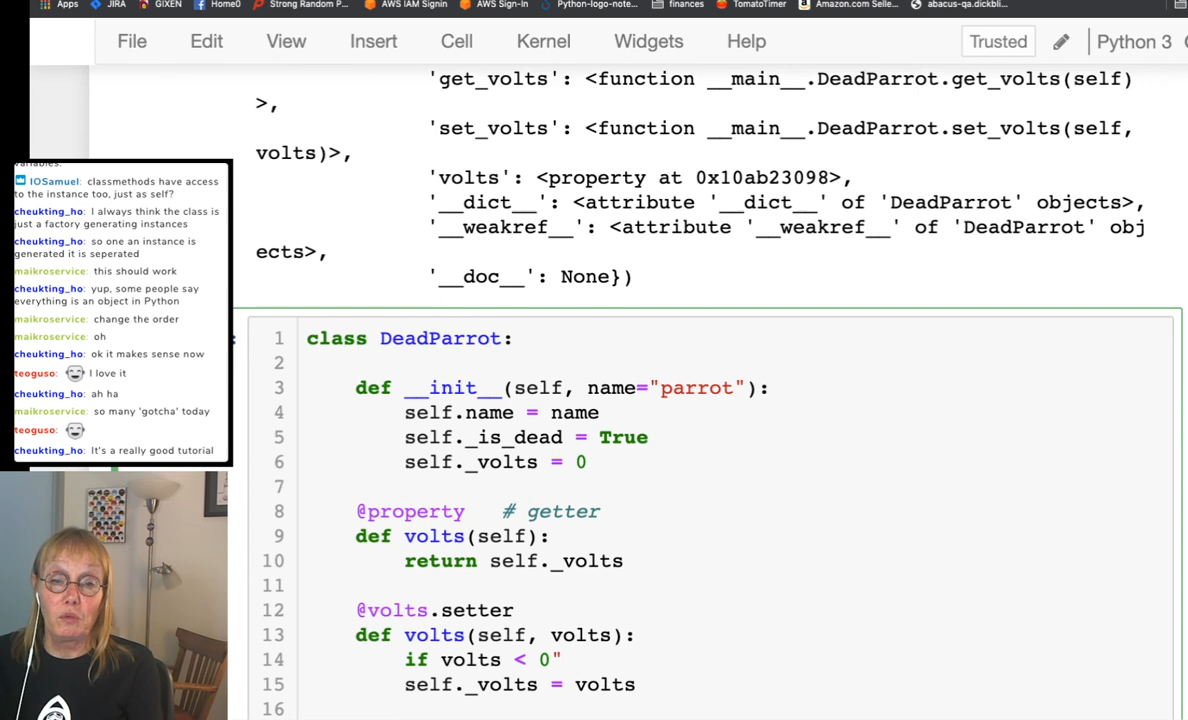 Apps JIRA GIXEN Home0 Strong Random P... AWS IAM Signin AWS Sign-In Python-logo-note... finances TomatoTimer Amazon.com Selle... abacus-qa.dickbli...
File Edit View Insert Cell Kernel Widgets Help Trusted Python 3
'get_volts': <function __main__.DeadParrot.get_volts(self)
>,
'set_volts': <function __main__.DeadParrot.set_volts(self,
volts)>,
'volts': <property at 0x10ab23098>,
'__dict__': <attribute '__dict__' of 'DeadParrot' objects>,
'__weakref__': <attribute '__weakref__' of 'DeadParrot' obj
ects>,
'__doc__': None})
variables.
IOSamuel: classmethods have access
to the instance too, just as self?
cheukting_ho: I always think the class is
just a factory generating instances
cheukting_ho: so one an instance is
generated it is seperated
maikroservice: this should work
cheukting_ho: yup, some people say
everything is an object in Python
maikroservice: change the order
maikroservice: oh
cheukting_ho: ok it makes sense now
teoguso: I love it
cheukting_ho: ah ha
maikroservice: so many 'gotcha' today
teoguso:
cheukting_ho: It's a really good tutorial
1 class DeadParrot:
2
3 def __init__(self, name="parrot"):
4 self.name = name
5 self._is_dead = True
6 self._volts = 0
7
8 @property # getter
9 def volts(self):
10 return self._volts
11
12 @volts.setter
13 def volts(self, volts):
14 if volts < 0"
15 self._volts = volts
16